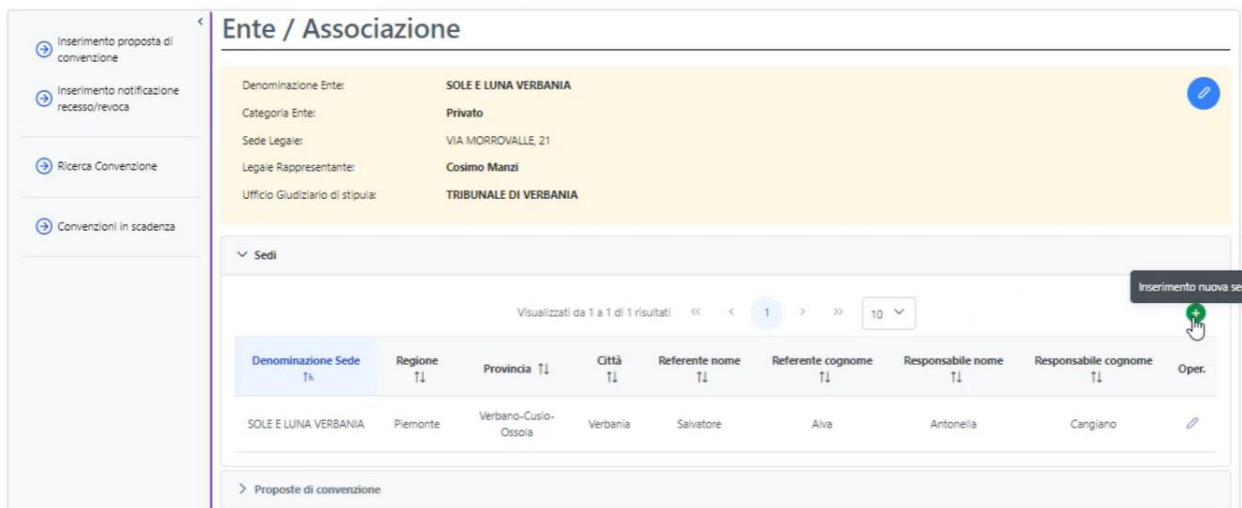 Inserimento proposta di
convenzione
Inserimento notificazione
recesso/revoca
Ricerca Convenzione
Convenzioni in scadenza
Ente / Associazione
Denominazione Ente: SOLE E LUNA VERBANIA
Categoria Ente: Privato
Sede Legale: VIA MORROVALLE, 21
Legale Rappresentante: Cosimo Manzi
Ufficio Giudiziario di stipula: TRIBUNALE DI VERBANIA
Sedi
Inserimento nuova se
Visualizzati da 1 a 1 di 1 risultati << < 1 > >> 10
Denominazione Sede Regione Provincia Città Referente nome Referente cognome Responsabile nome Responsabile cognome Oper.
SOLE E LUNA VERBANIA Piemonte Verbano-Cusio-
Ossola Verbania Salvatore Alva Antonella Cangiano
Proposte di convenzione